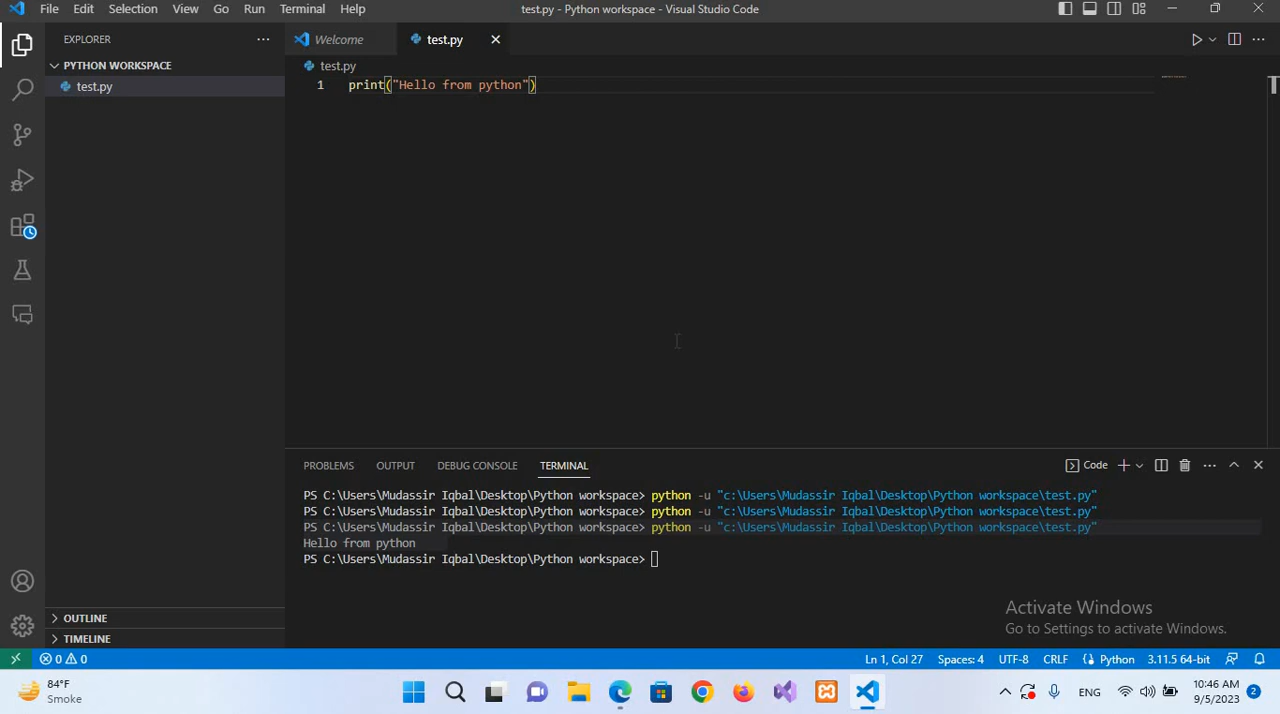 File Edit Selection View Go Run Terminal Help test.py - Python workspace - Visual Studio Code
EXPLORER
Welcome test.py
PYTHON WORKSPACE
test.py
test.py
1 print("Hello from python")
PROBLEMS OUTPUT DEBUG CONSOLE TERMINAL Code
PS C:\Users\Mudassir Iqbal\Desktop\Python workspace> python -u "c:\Users\Mudassir Iqbal\Desktop\Python workspace\test.py"
PS C:\Users\Mudassir Iqbal\Desktop\Python workspace> python -u "c:\Users\Mudassir Iqbal\Desktop\Python workspace\test.py"
PS C:\Users\Mudassir Iqbal\Desktop\Python workspace> python -u "c:\Users\Mudassir Iqbal\Desktop\Python workspace\test.py"
Hello from python
PS C:\Users\Mudassir Iqbal\Desktop\Python workspace>
Activate Windows
Go to Settings to activate Windows.
OUTLINE
TIMELINE
0 0 Ln 1, Col 27 Spaces: 4 UTF-8 CRLF Python 3.11.5 64-bit
84°F
Smoke
ENG
10:46 AM
9/5/2023
2